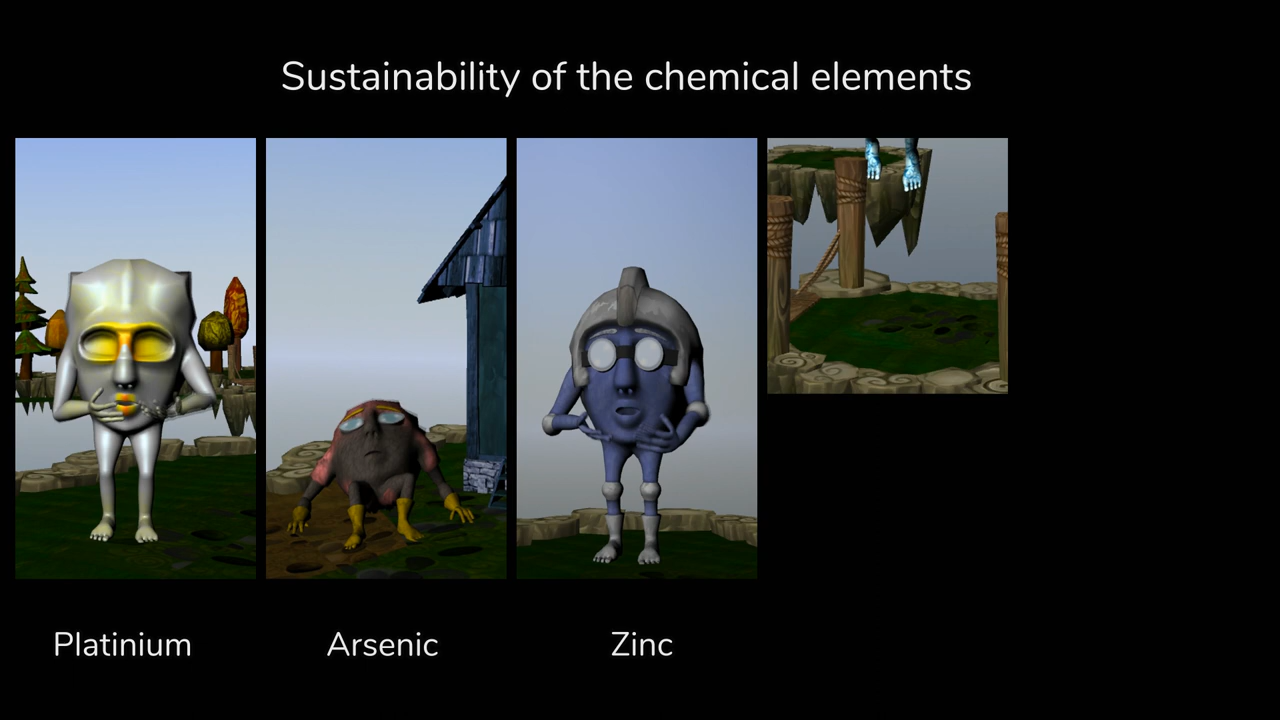 Sustainability of the chemical elements
Platinium
Arsenic
Zinc